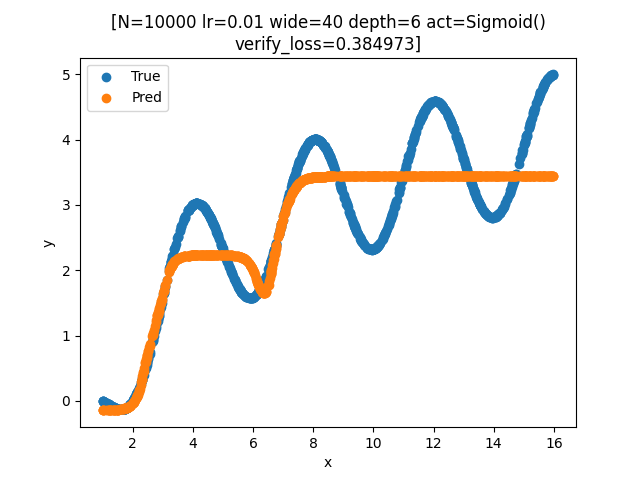 [N=10000 lr=0.01 wide=40 depth=6 act=Sigmoid()
verify_loss=0.384973]
True
Pred
5
4
3
2
1
0
y
2 4 6 8 10 12 14 16
x